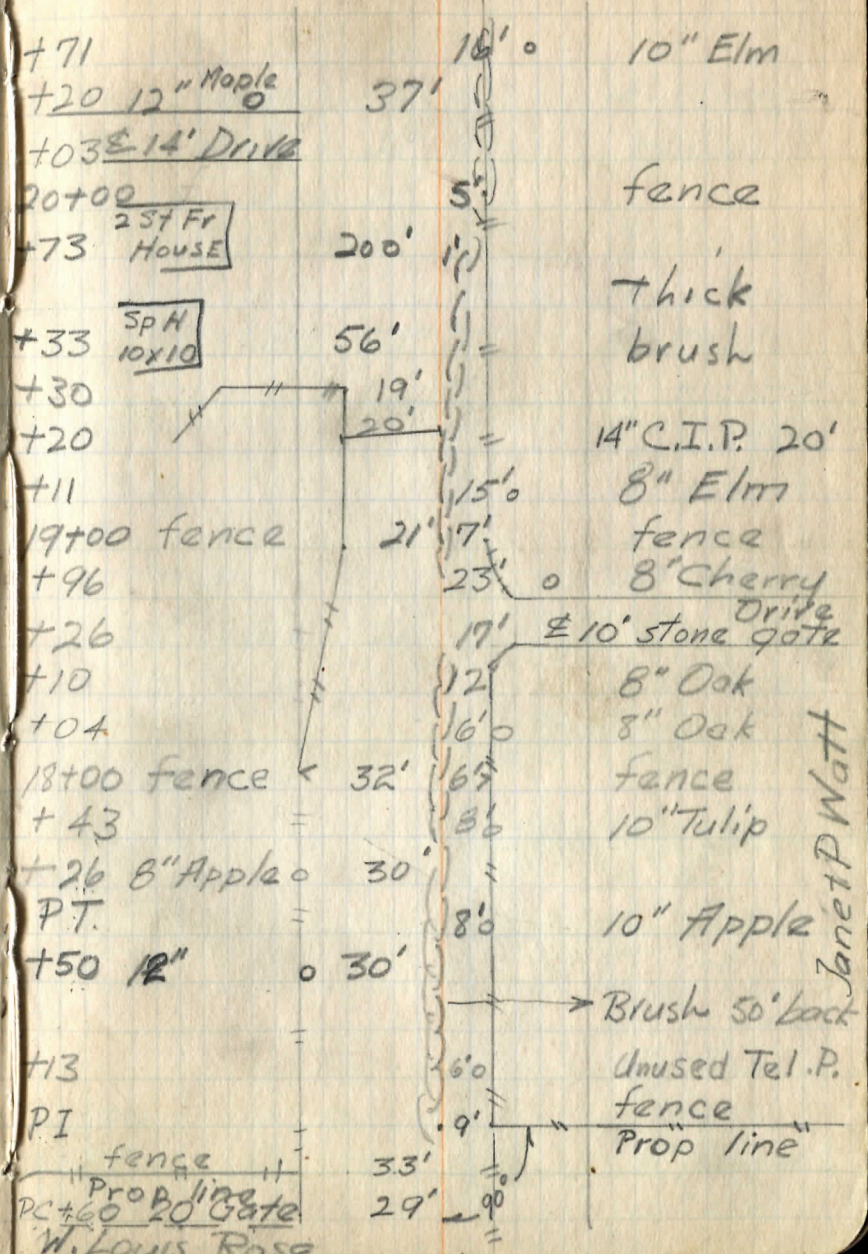 +71 16' 10" Elm
+20 12" Maple 37'
+03 ℄ 14' Drive
20+00 5' fence
2 St Fr
+73 House 200' 1'
thick
Sp H
+33 10x10 56' brush
+30 19'
+20 20' 14" C.I.P. 20'
+11 15' 8" Elm
19+00 fence 21' 7' fence
+96 23' 8" Cherry
Drive
+26 17' ℄ 10' stone gate
+10 12' 8" Oak
+04 16' 8" Oak
18+00 fence 32' 6' fence
+43 8' 10" Tulip
+26 8" Apple 30'
PT. 8' 10" Apple
+50 12" 30'
Brush 50' back
+13 6' Unused Tel. P.
fence
PI 9'
Prop line
fence 33'
Prop line
PC +60 20' Gate 29' 90°
W. Louis Rose
Janet P Watt